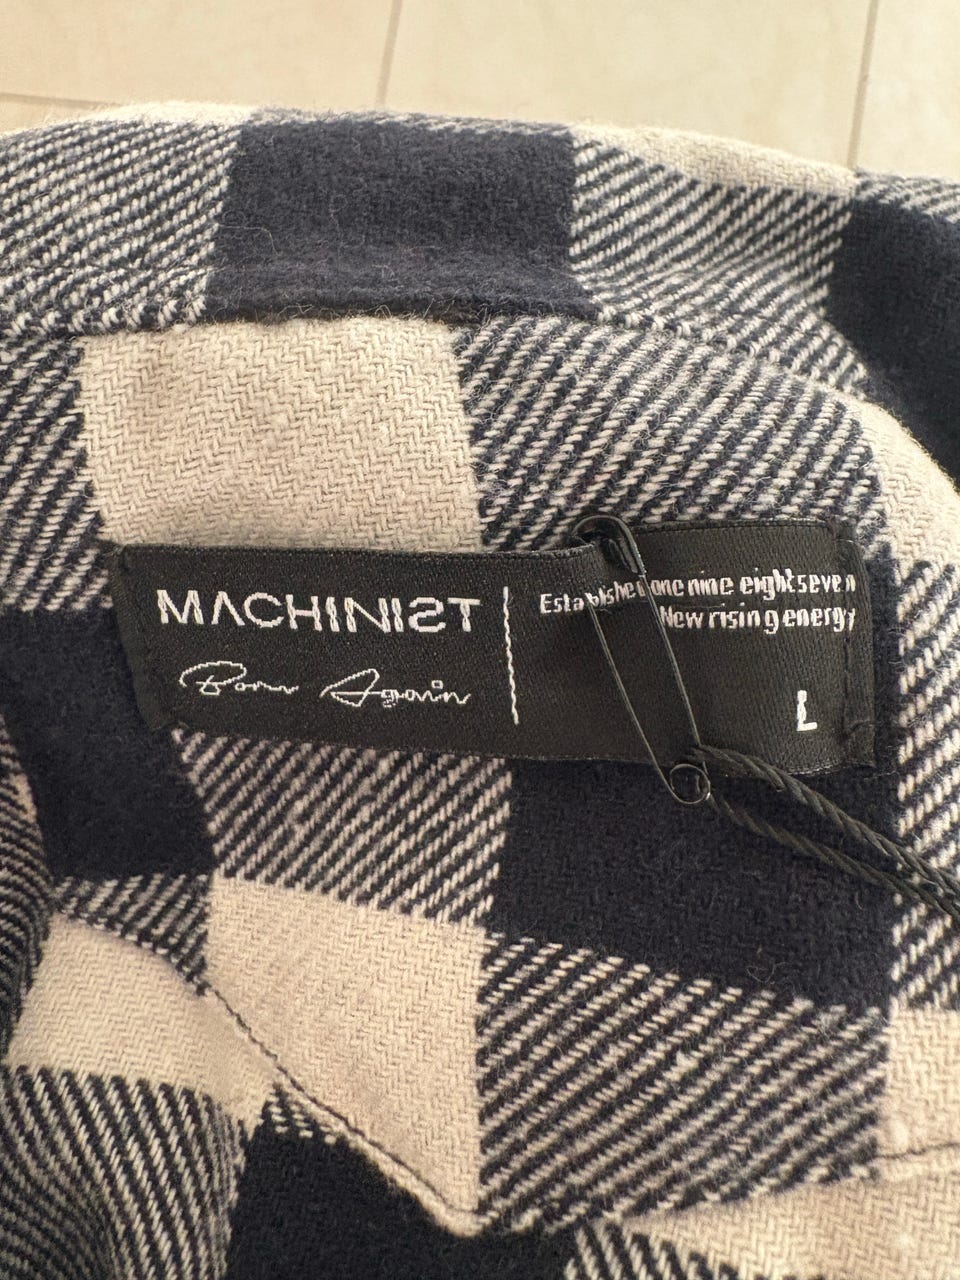 MACHINIST
Born Again
Established one nine eight seven
New rising energy
L